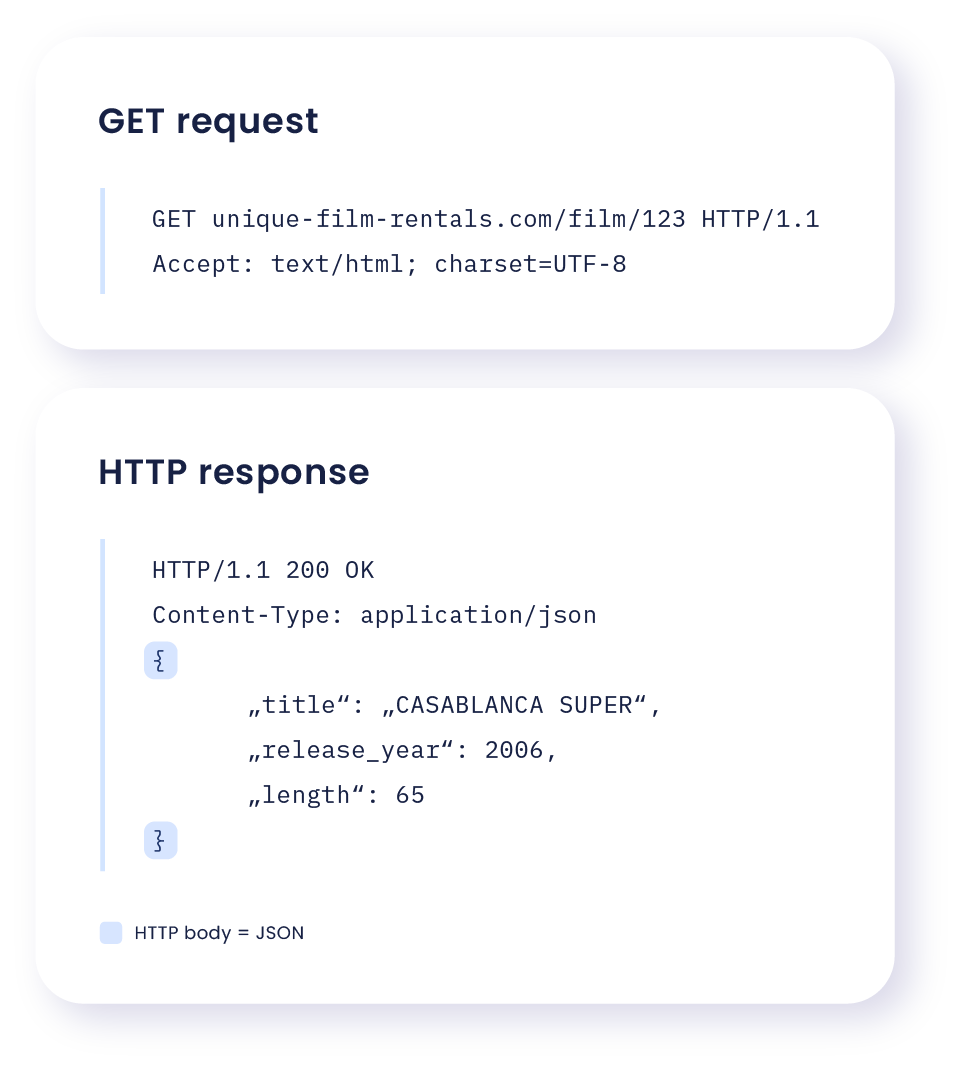 GET request
GET unique-film-rentals.com/film/123 HTTP/1.1
Accept: text/html; charset=UTF-8
HTTP response
HTTP/1.1 200 OK
Content-Type: application/json
{
„title“: „CASABLANCA SUPER“,
„release_year“: 2006,
„length“: 65
}
HTTP body = JSON